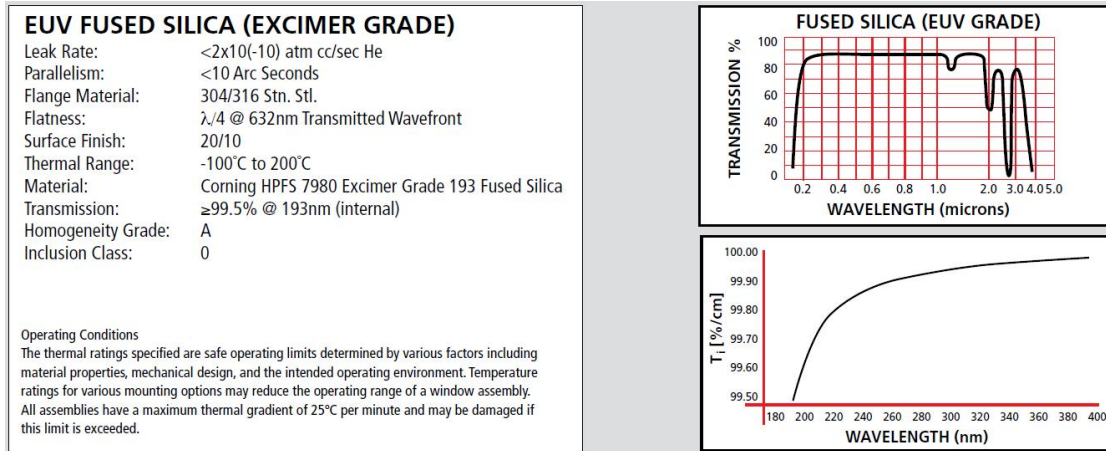 EUV FUSED SILICA (EXCIMER GRADE)
Leak Rate: <2x10(-10) atm cc/sec He
Parallelism: <10 Arc Seconds
Flange Material: 304/316 Stn. Stl.
Flatness: λ/4 @ 632nm Transmitted Wavefront
Surface Finish: 20/10
Thermal Range: -100˚C to 200˚C
Material: Corning HPFS 7980 Excimer Grade 193 Fused Silica
Transmission: ≥99.5% @ 193nm (internal)
Homogeneity Grade: A
Inclusion Class: 0
Operating Conditions
The thermal ratings specified are safe operating limits determined by various factors including
material properties, mechanical design, and the intended operating environment. Temperature
ratings for various mounting options may reduce the operating range of a window assembly.
All assemblies have a maximum thermal gradient of 25°C per minute and may be damaged if
this limit is exceeded.
FUSED SILICA (EUV GRADE)
TRANSMISSION %
100
80
60
40
20
0
0.2 0.4 0.6 0.8 1.0 2.0 3.0 4.0 5.0
WAVELENGTH (microns)
Ti [%/cm]
100.00
99.90
99.80
99.70
99.60
99.50
180 200 220 240 260 280 300 320 340 360 380 400
WAVELENGTH (nm)